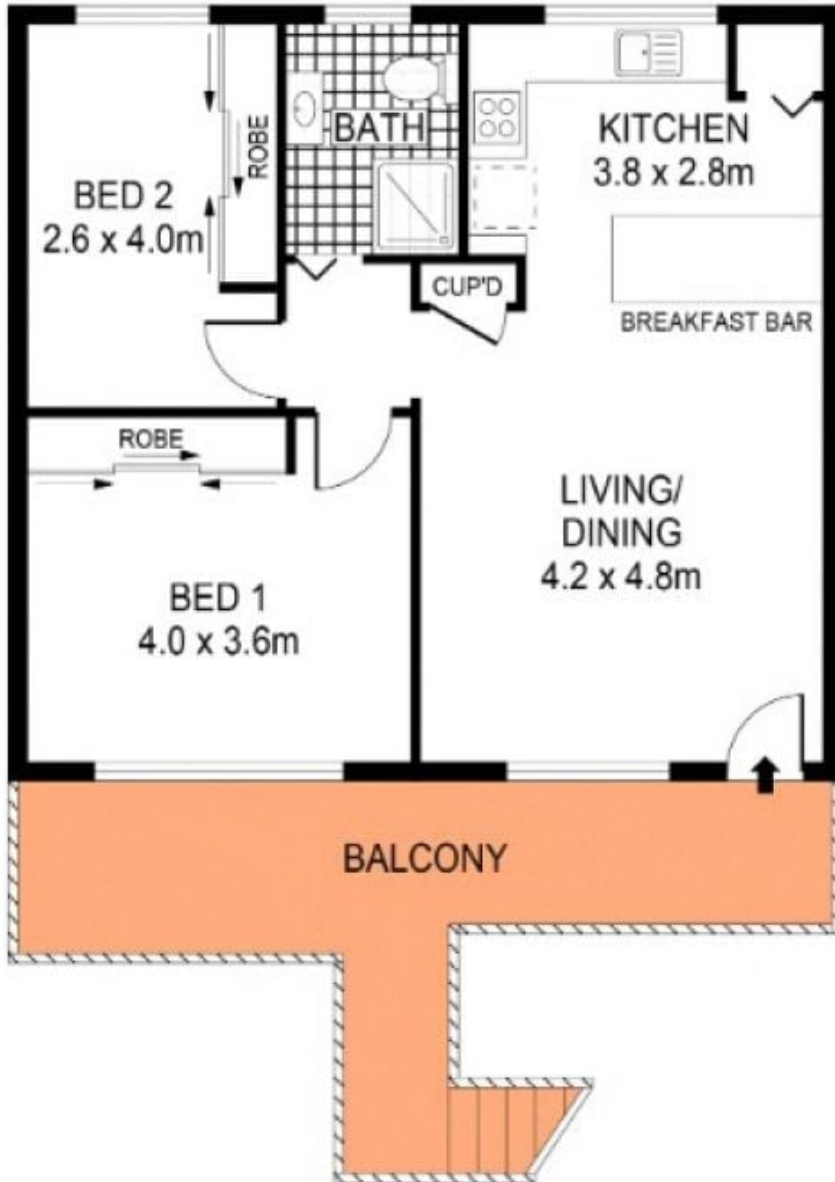 BATH
KITCHEN
3.8 x 2.8m
ROBE
BED 2
2.6 x 4.0m
CUP'D
BREAKFAST BAR
ROBE
LIVING/
DINING
4.2 x 4.8m
BED 1
4.0 x 3.6m
BALCONY